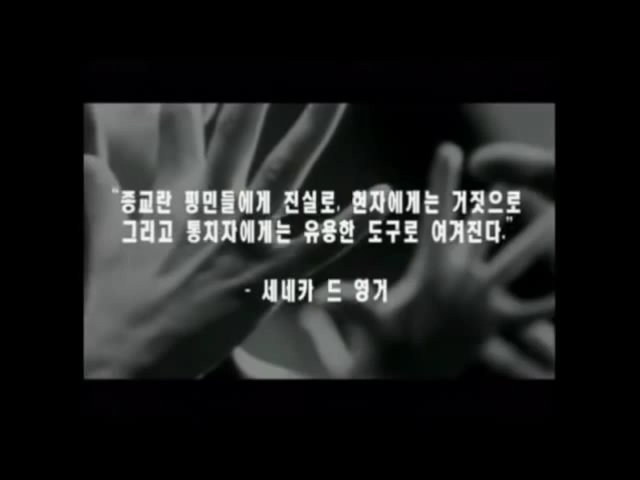 "종교란 평민들에게 진실로, 현자에게는 거짓으로
그리고 통치자에게는 유용한 도구로 여겨진다."
- 세네카 드 영거